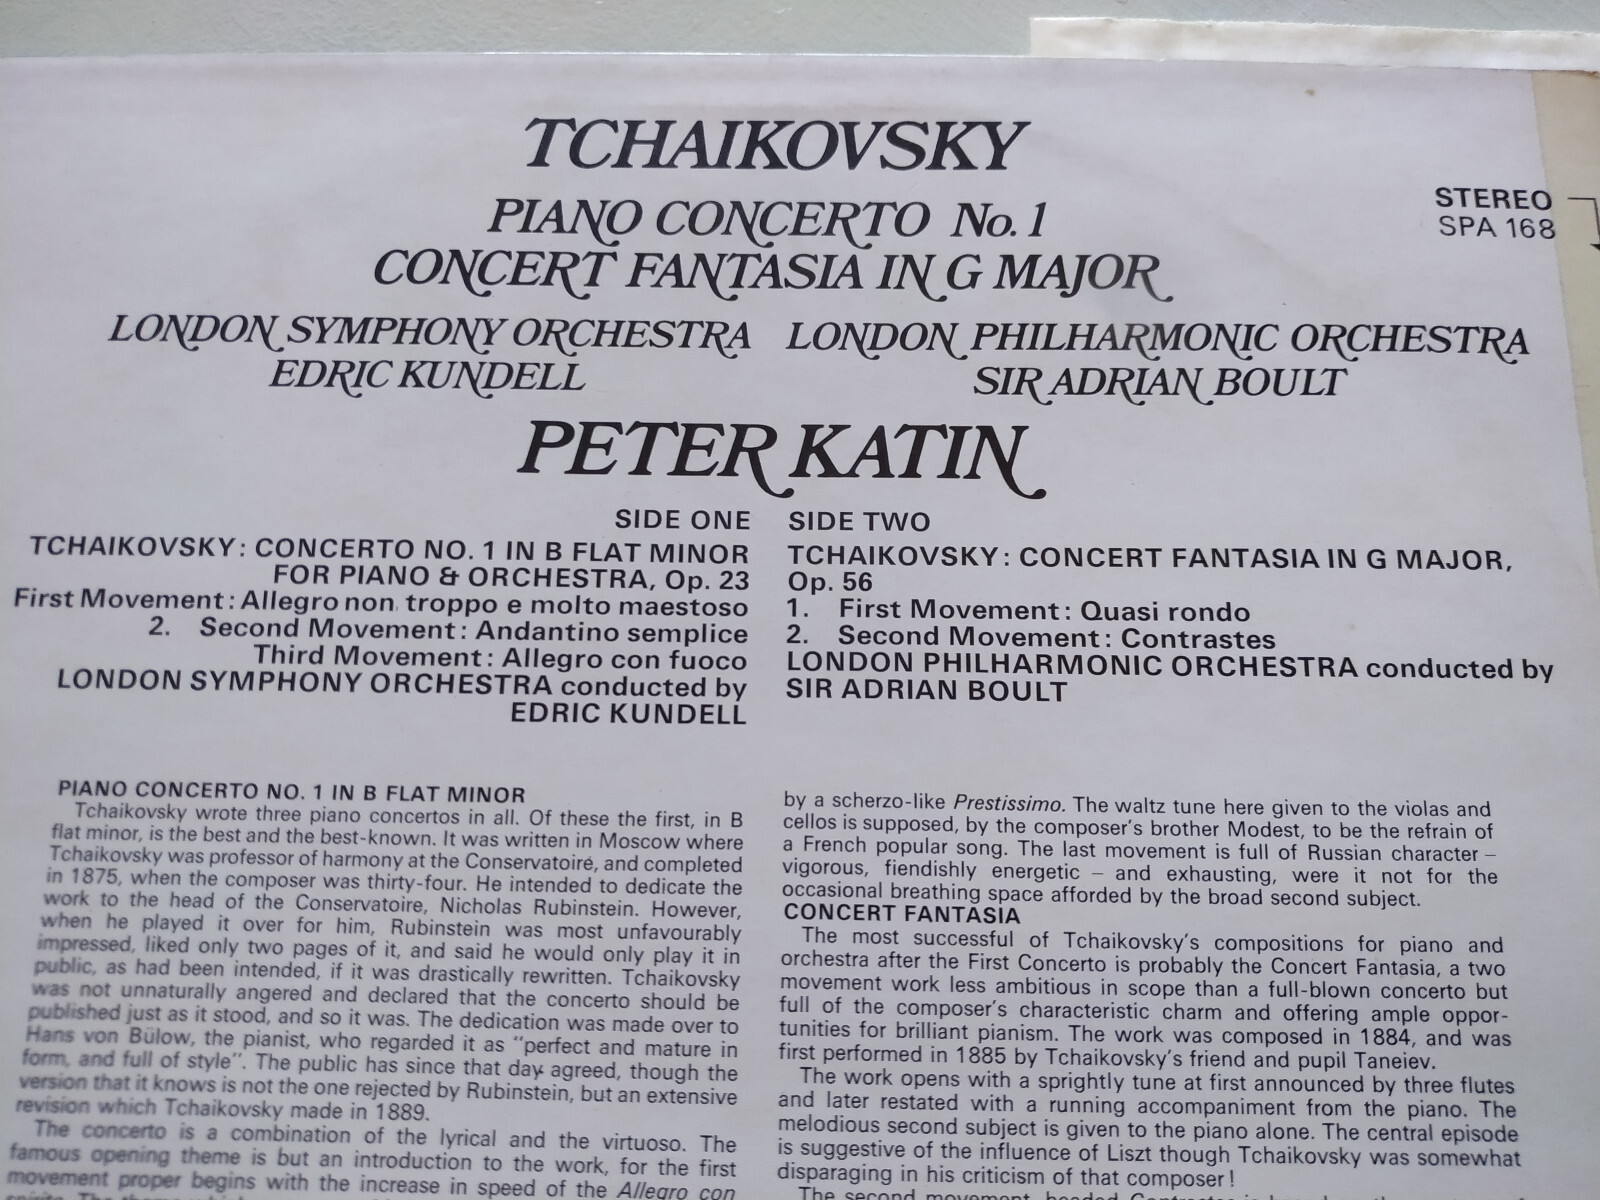 TCHAIKOVSKY
PIANO CONCERTO No. 1
CONCERT FANTASIA IN G MAJOR
STEREO
SPA 168
LONDON SYMPHONY ORCHESTRA
EDRIC KUNDELL
LONDON PHILHARMONIC ORCHESTRA
SIR ADRIAN BOULT
PETER KATIN
SIDE ONE
TCHAIKOVSKY: CONCERTO NO. 1 IN B FLAT MINOR
FOR PIANO & ORCHESTRA, Op. 23
First Movement: Allegro non troppo e molto maestoso
2. Second Movement: Andantino semplice
Third Movement: Allegro con fuoco
LONDON SYMPHONY ORCHESTRA conducted by
EDRIC KUNDELL
SIDE TWO
TCHAIKOVSKY: CONCERT FANTASIA IN G MAJOR,
Op. 56
1. First Movement: Quasi rondo
2. Second Movement: Contrastes
LONDON PHILHARMONIC ORCHESTRA conducted by
SIR ADRIAN BOULT
PIANO CONCERTO NO. 1 IN B FLAT MINOR
Tchaikovsky wrote three piano concertos in all. Of these the first, in B
flat minor, is the best and the best-known. It was written in Moscow where
Tchaikovsky was professor of harmony at the Conservatoire, and completed
in 1875, when the composer was thirty-four. He intended to dedicate the
work to the head of the Conservatoire, Nicholas Rubinstein. However,
when he played it over for him, Rubinstein was most unfavourably
impressed, liked only two pages of it, and said he would only play it in
public, as had been intended, if it was drastically rewritten. Tchaikovsky
was not unnaturally angered and declared that the concerto should be
published just as it stood, and so it was. The dedication was made over to
Hans von Bülow, the pianist, who regarded it as "perfect and mature in
form, and full of style". The public has since that day agreed, though the
version that it knows is not the one rejected by Rubinstein, but an extensive
revision which Tchaikovsky made in 1889.
The concerto is a combination of the lyrical and the virtuoso. The
famous opening theme is but an introduction to the work, for the first
movement proper begins with the increase in speed of the Allegro con
by a scherzo-like Prestissimo. The waltz tune here given to the violas and
cellos is supposed, by the composer's brother Modest, to be the refrain of
a French popular song. The last movement is full of Russian character –
vigorous, fiendishly energetic – and exhausting, were it not for the
occasional breathing space afforded by the broad second subject.
CONCERT FANTASIA
The most successful of Tchaikovsky's compositions for piano and
orchestra after the First Concerto is probably the Concert Fantasia, a two
movement work less ambitious in scope than a full-blown concerto but
full of the composer's characteristic charm and offering ample oppor-
tunities for brilliant pianism. The work was composed in 1884, and was
first performed in 1885 by Tchaikovsky's friend and pupil Taneiev.
The work opens with a sprightly tune at first announced by three flutes
and later restated with a running accompaniment from the piano. The
melodious second subject is given to the piano alone. The central episode
is suggestive of the influence of Liszt though Tchaikovsky was somewhat
disparaging in his criticism of that composer!
The second movement, headed